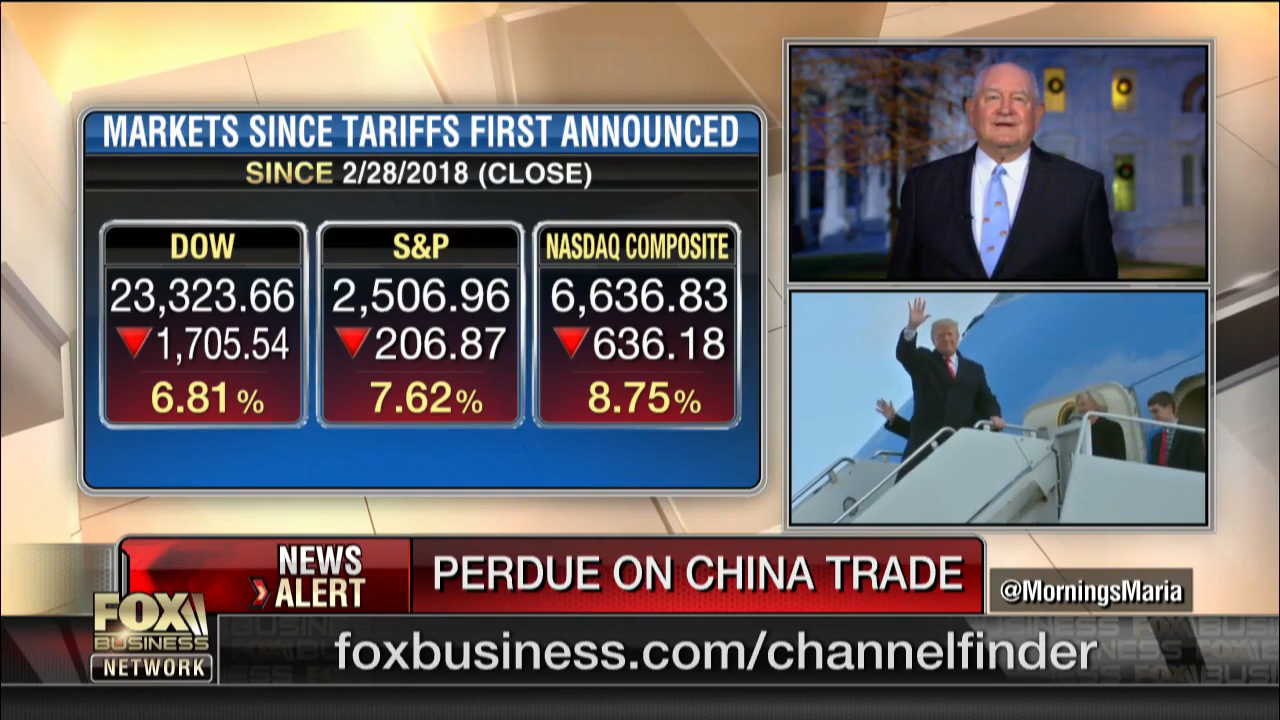 MARKETS SINCE TARIFFS FIRST ANNOUNCED
SINCE 2/28/2018 (CLOSE)
DOW
23,323.66
▼1,705.54
6.81%
S&P
2,506.96
▼206.87
7.62%
NASDAQ COMPOSITE
6,636.83
▼636.18
8.75%
NEWS
ALERT
PERDUE ON CHINA TRADE
@MorningsMaria
FOX
BUSINESS
NETWORK
foxbusiness.com/channelfinder